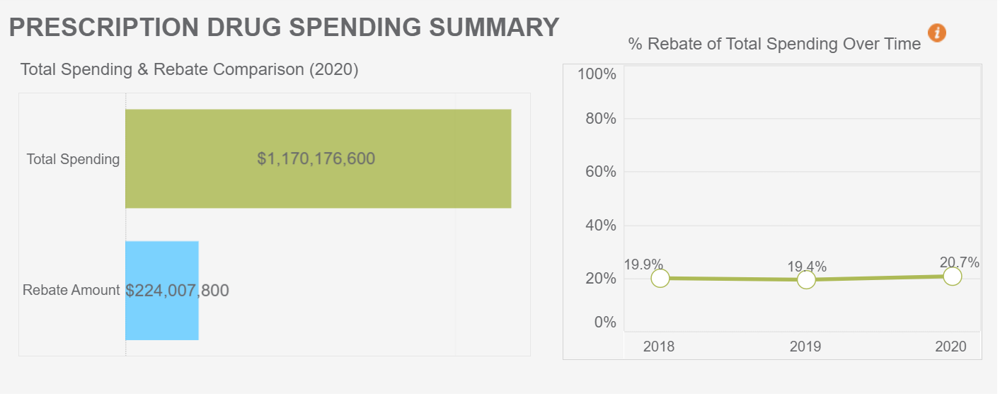 PRESCRIPTION DRUG SPENDING SUMMARY
Total Spending & Rebate Comparison (2020)
Total Spending
$1,170,176,600
Rebate Amount
$224,007,800
% Rebate of Total Spending Over Time
i
100%
80%
60%
40%
20%
0%
19.9%
19.4%
20.7%
2018
2019
2020